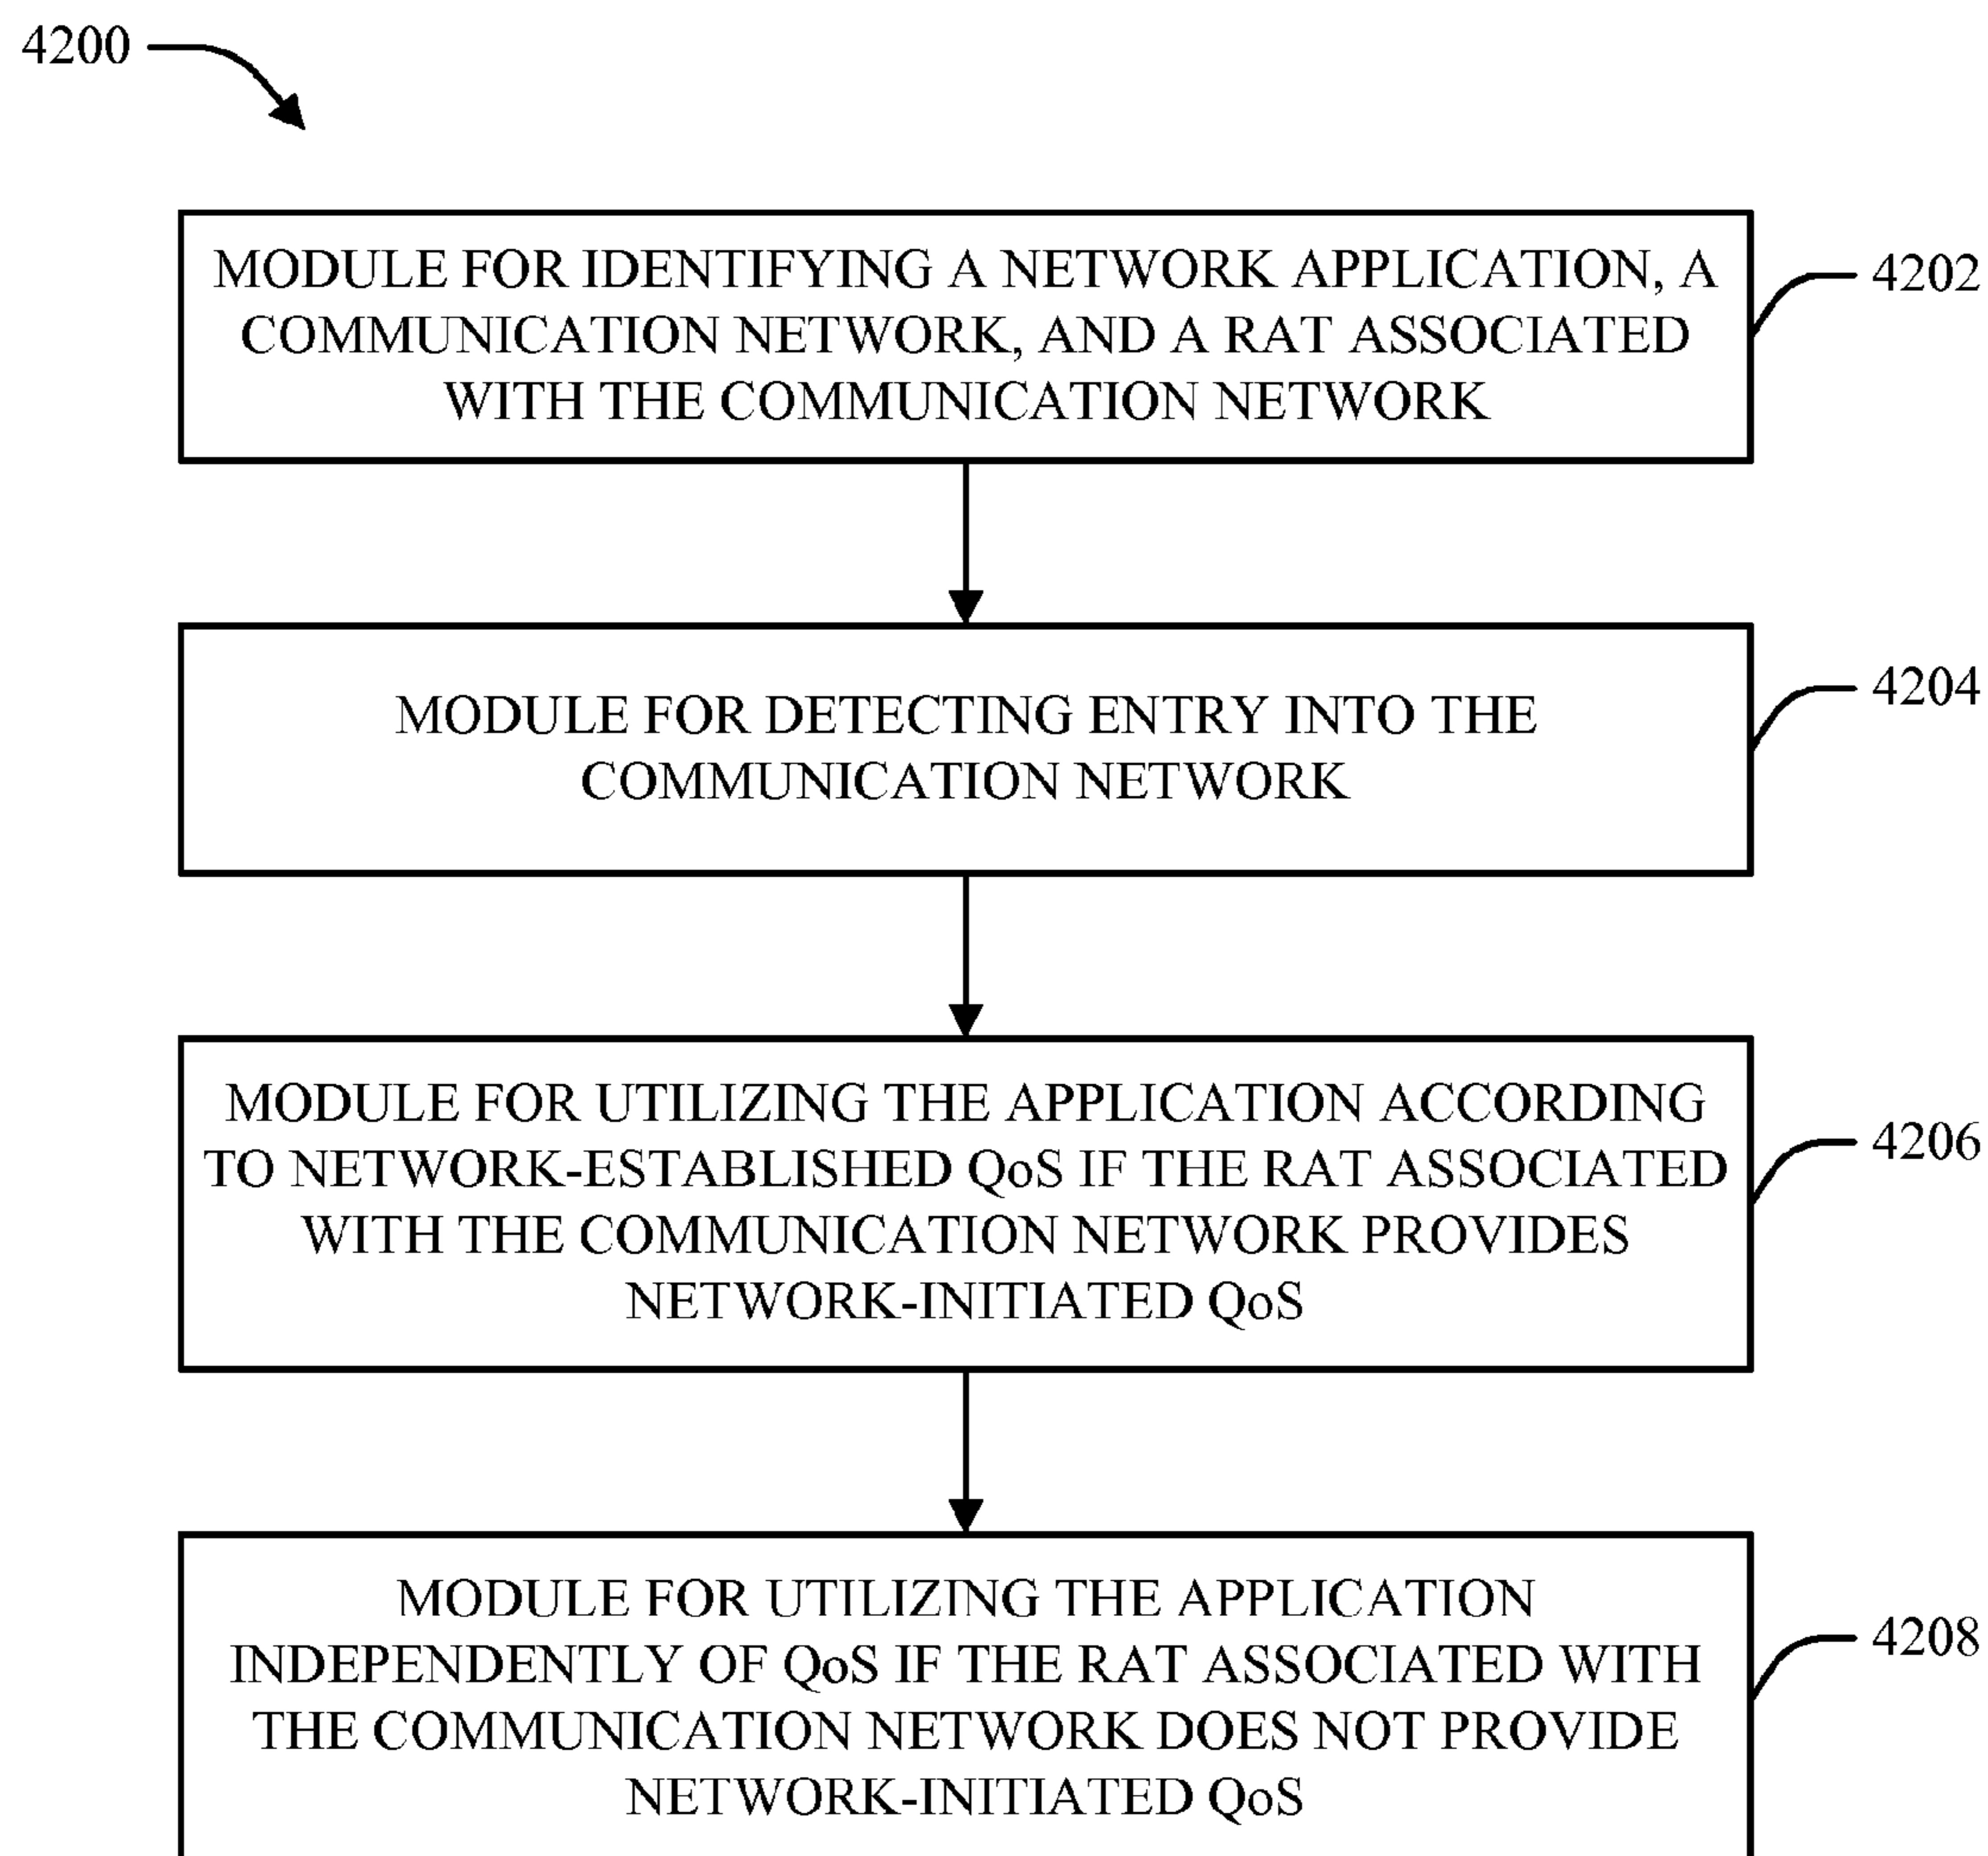 4200
MODULE FOR IDENTIFYING A NETWORK APPLICATION, A
COMMUNICATION NETWORK, AND A RAT ASSOCIATED
WITH THE COMMUNICATION NETWORK
4202
MODULE FOR DETECTING ENTRY INTO THE
COMMUNICATION NETWORK
4204
MODULE FOR UTILIZING THE APPLICATION ACCORDING
TO NETWORK-ESTABLISHED QoS IF THE RAT ASSOCIATED
WITH THE COMMUNICATION NETWORK PROVIDES
NETWORK-INITIATED QoS
4206
MODULE FOR UTILIZING THE APPLICATION
INDEPENDENTLY OF QoS IF THE RAT ASSOCIATED WITH
THE COMMUNICATION NETWORK DOES NOT PROVIDE
NETWORK-INITIATED QoS
4208